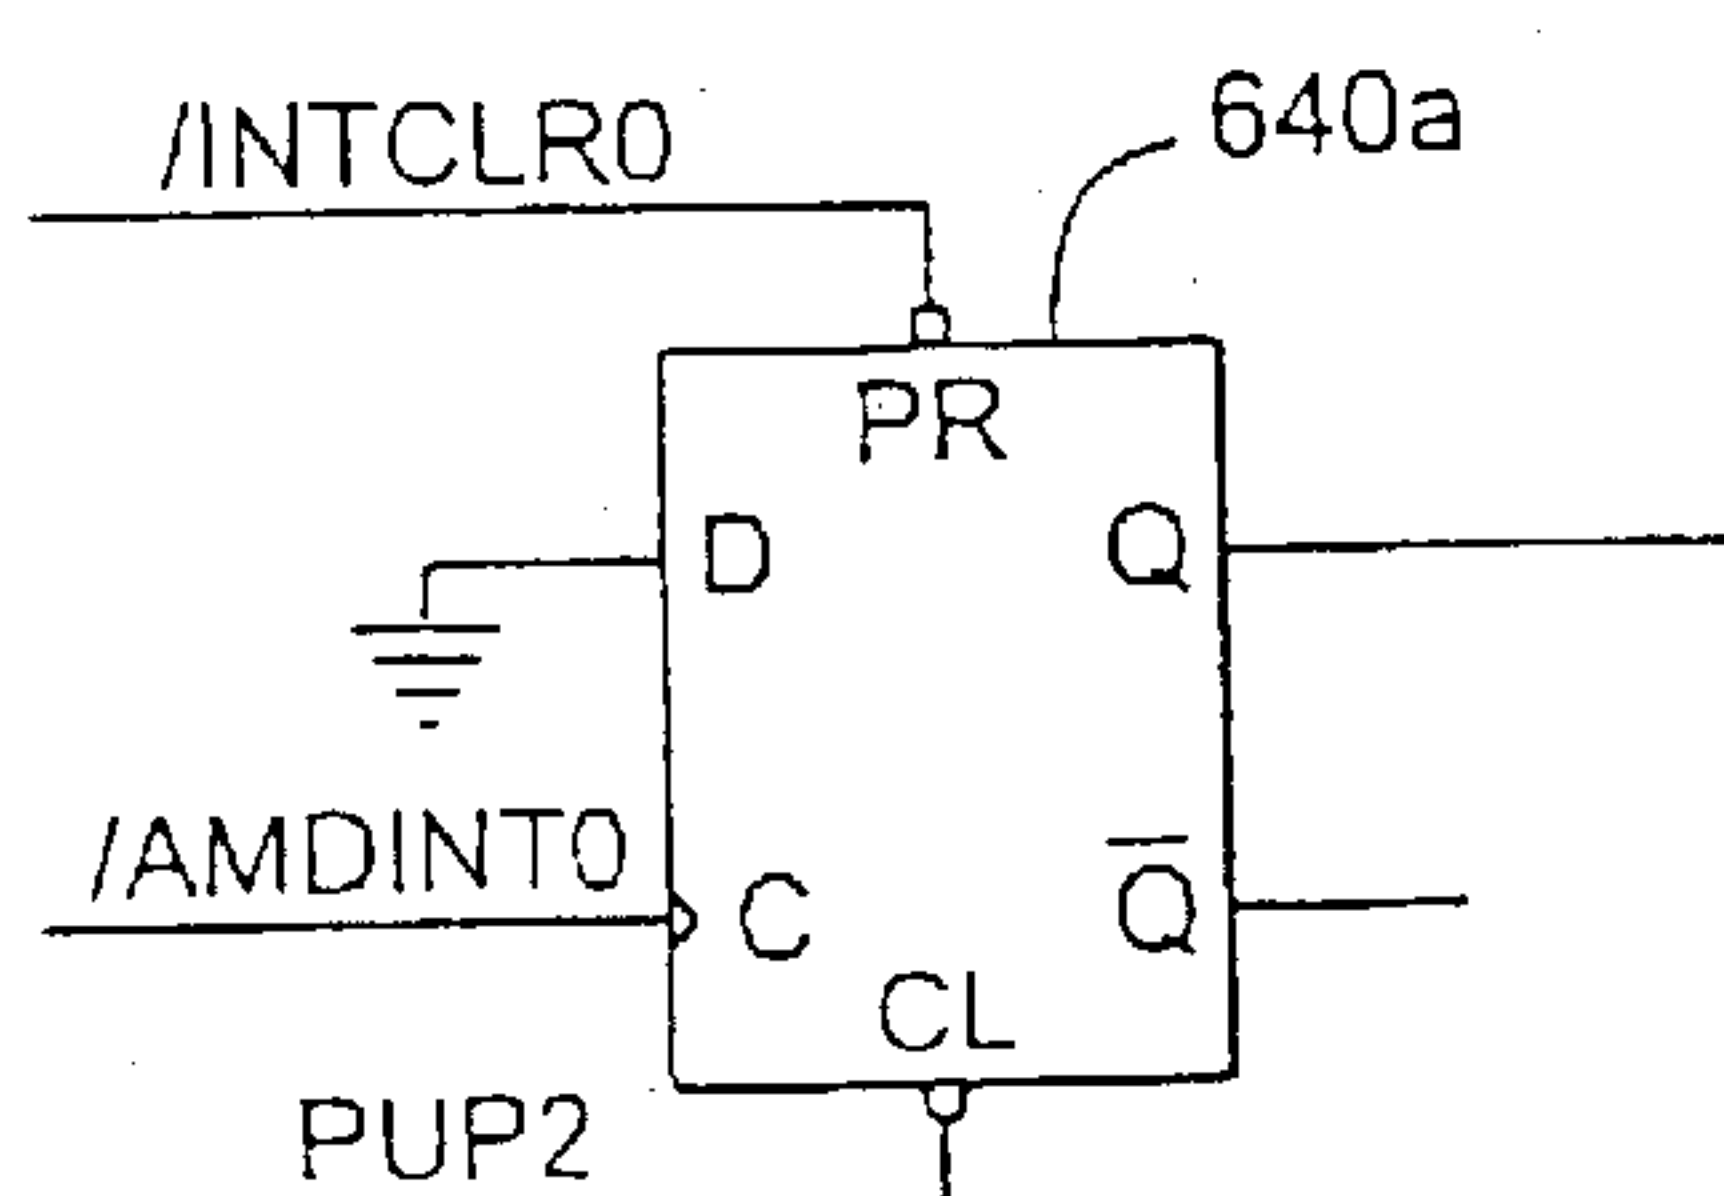 /INTCLR0
640a
PR
D
Q
/AMDINT0
C
Q̅
CL
PUP2